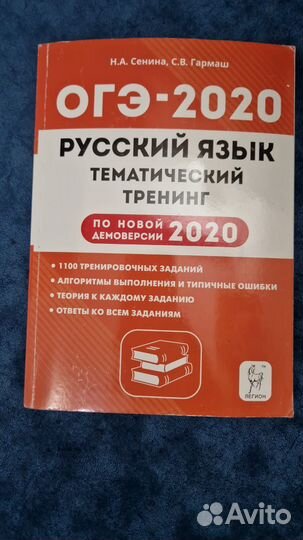 Н.А. Сенина, С.В. Гармаш
ОГЭ-2020
РУССКИЙ ЯЗЫК
ТЕМАТИЧЕСКИЙ
ТРЕНИНГ
ПО НОВОЙ
ДЕМОВЕРСИИ 2020
• 1100 ТРЕНИРОВОЧНЫХ ЗАДАНИЙ
• АЛГОРИТМЫ ВЫПОЛНЕНИЯ И ТИПИЧНЫЕ ОШИБКИ
• ТЕОРИЯ К КАЖДОМУ ЗАДАНИЮ
• ОТВЕТЫ КО ВСЕМ ЗАДАНИЯМ
ЛЕГИОН
Avito